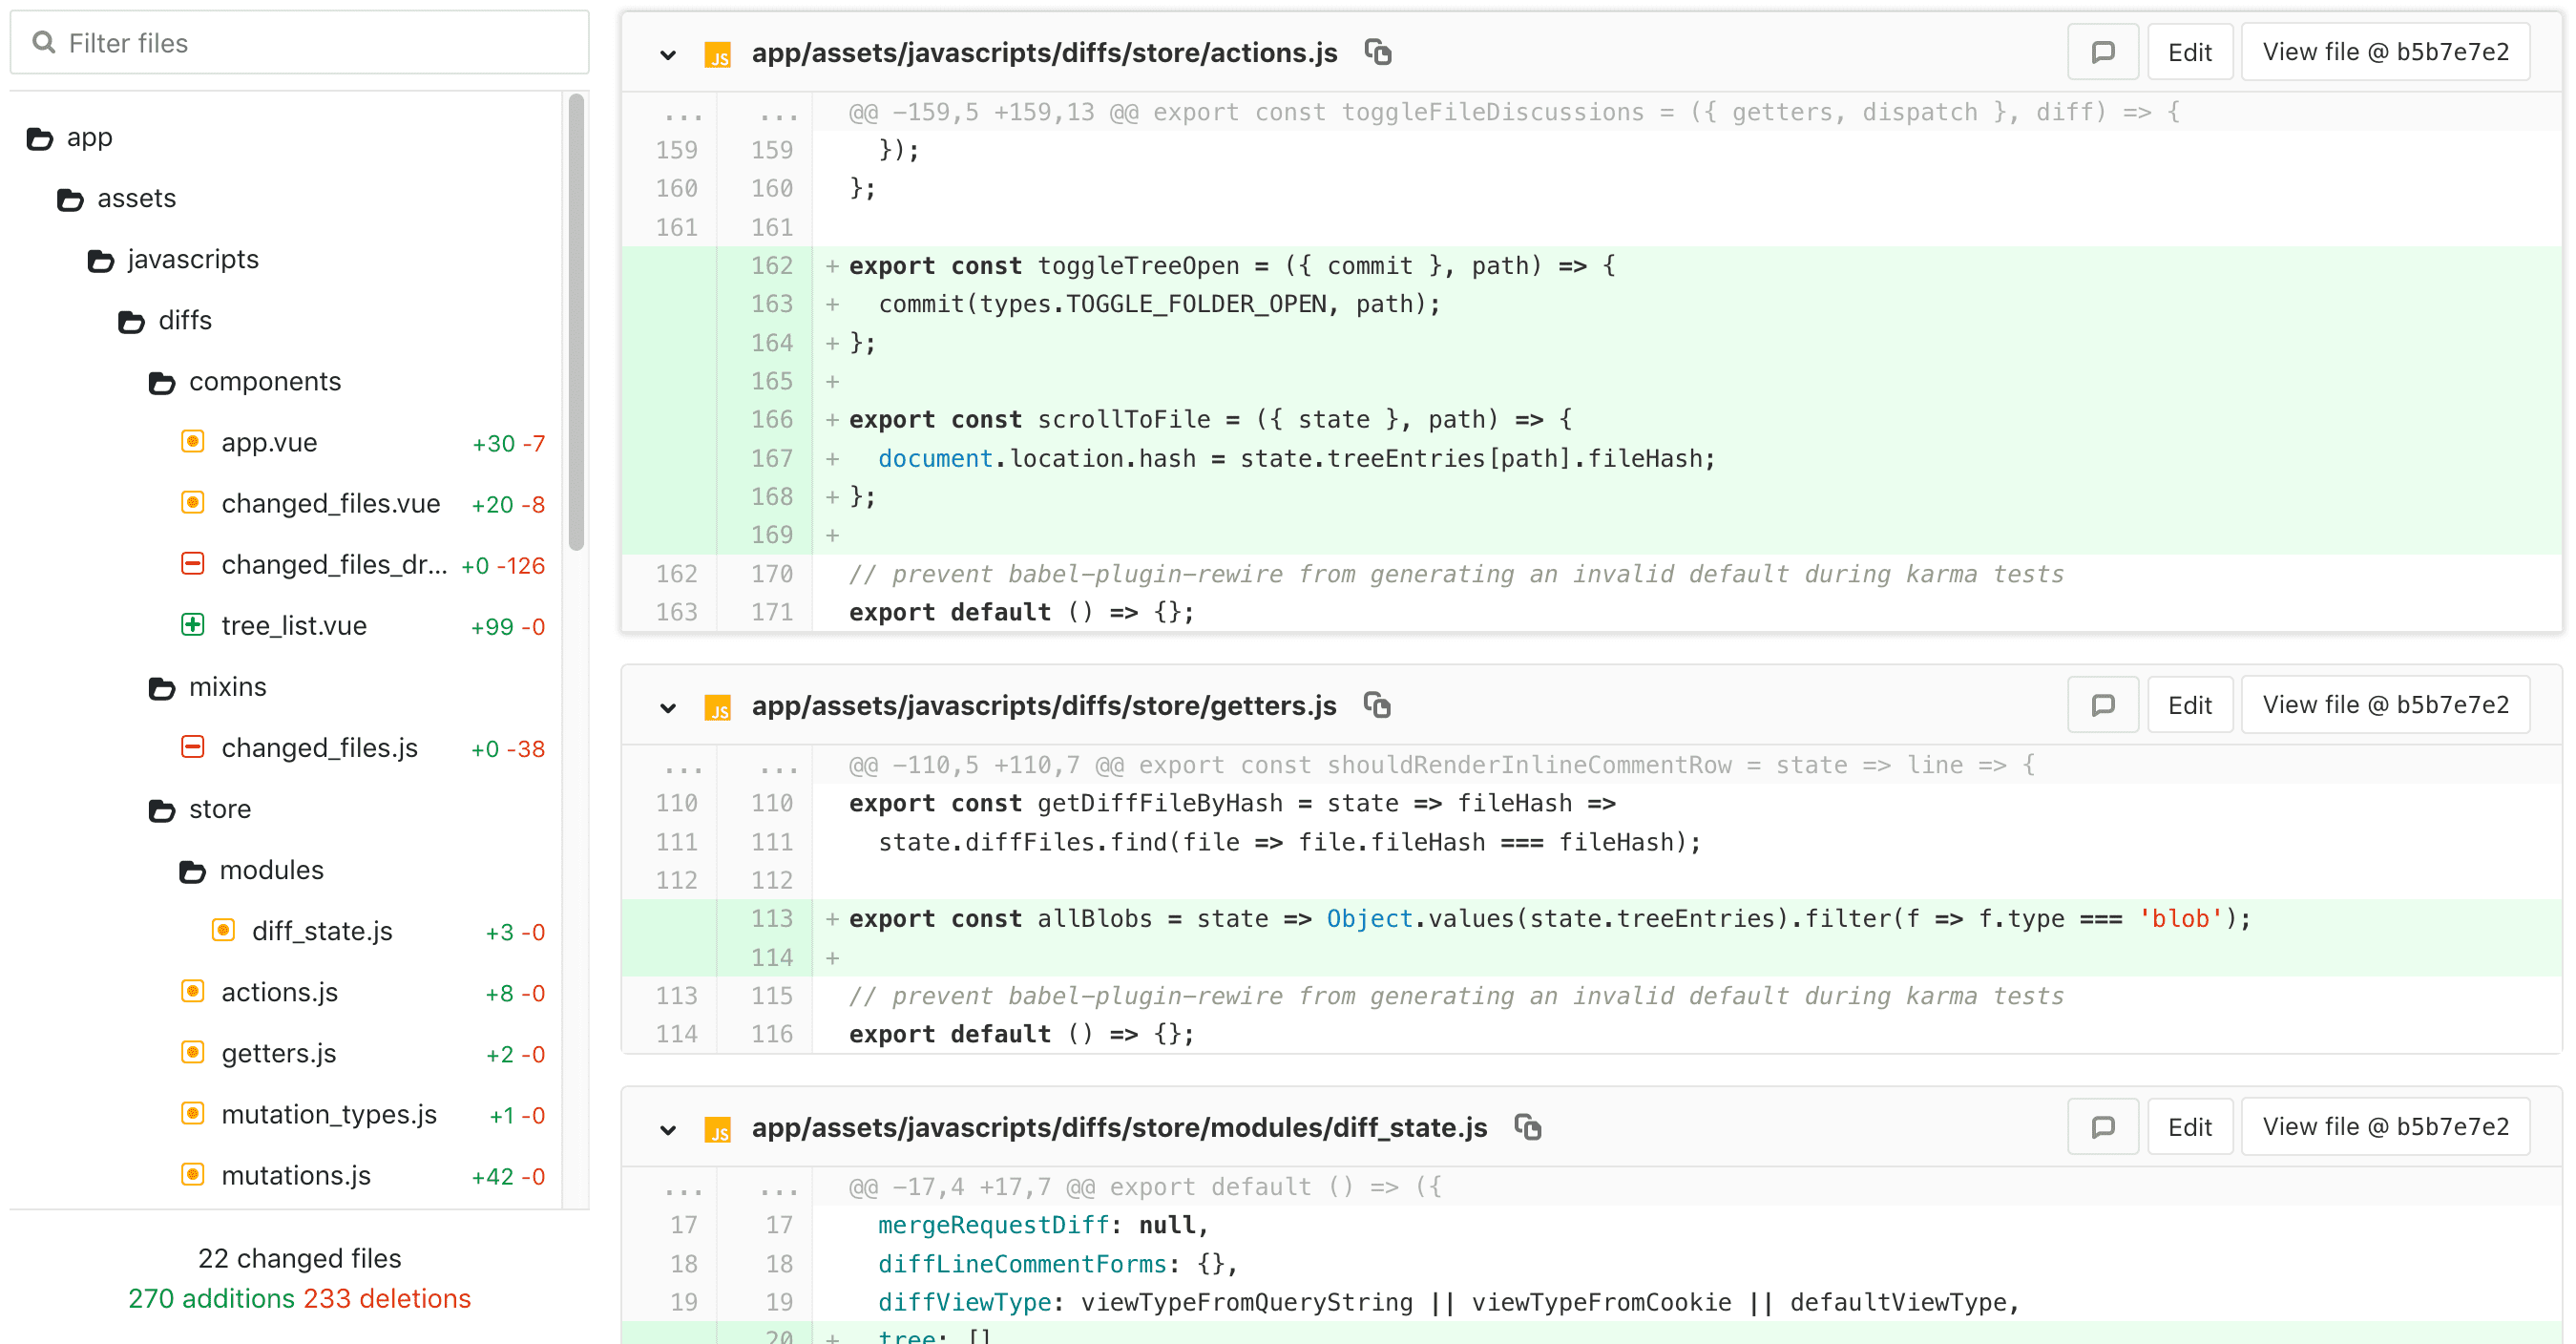 Filter files
app
assets
javascripts
diffs
components
app.vue +30 -7
changed_files.vue +20 -8
changed_files_dr... +0 -126
tree_list.vue +99 -0
mixins
changed_files.js +0 -38
store
modules
diff_state.js +3 -0
actions.js +8 -0
getters.js +2 -0
mutation_types.js +1 -0
mutations.js +42 -0
22 changed files
270 additions 233 deletions
JS app/assets/javascripts/diffs/store/actions.js Edit View file @ b5b7e7e2
... ... @@ -159,5 +159,13 @@ export const toggleFileDiscussions = ({ getters, dispatch }, diff) => {
159 159   });
160 160 };
161 161
162 + export const toggleTreeOpen = ({ commit }, path) => {
163 +   commit(types.TOGGLE_FOLDER_OPEN, path);
164 + };
165 +
166 + export const scrollToFile = ({ state }, path) => {
167 +   document.location.hash = state.treeEntries[path].fileHash;
168 + };
169 +
162 170 // prevent babel-plugin-rewire from generating an invalid default during karma tests
163 171 export default () => {};
JS app/assets/javascripts/diffs/store/getters.js Edit View file @ b5b7e7e2
... ... @@ -110,5 +110,7 @@ export const shouldRenderInlineCommentRow = state => line => {
110 110 export const getDiffFileByHash = state => fileHash =>
111 111   state.diffFiles.find(file => file.fileHash === fileHash);
112 112
113 + export const allBlobs = state => Object.values(state.treeEntries).filter(f => f.type === 'blob');
114 +
113 115 // prevent babel-plugin-rewire from generating an invalid default during karma tests
114 116 export default () => {};
JS app/assets/javascripts/diffs/store/modules/diff_state.js Edit View file @ b5b7e7e2
... ... @@ -17,4 +17,7 @@ export default () => ({
17 17   mergeRequestDiff: null,
18 18   diffLineCommentForms: {},
19 19   diffViewType: viewTypeFromQueryString || viewTypeFromCookie || defaultViewType,
20 +   tree: []